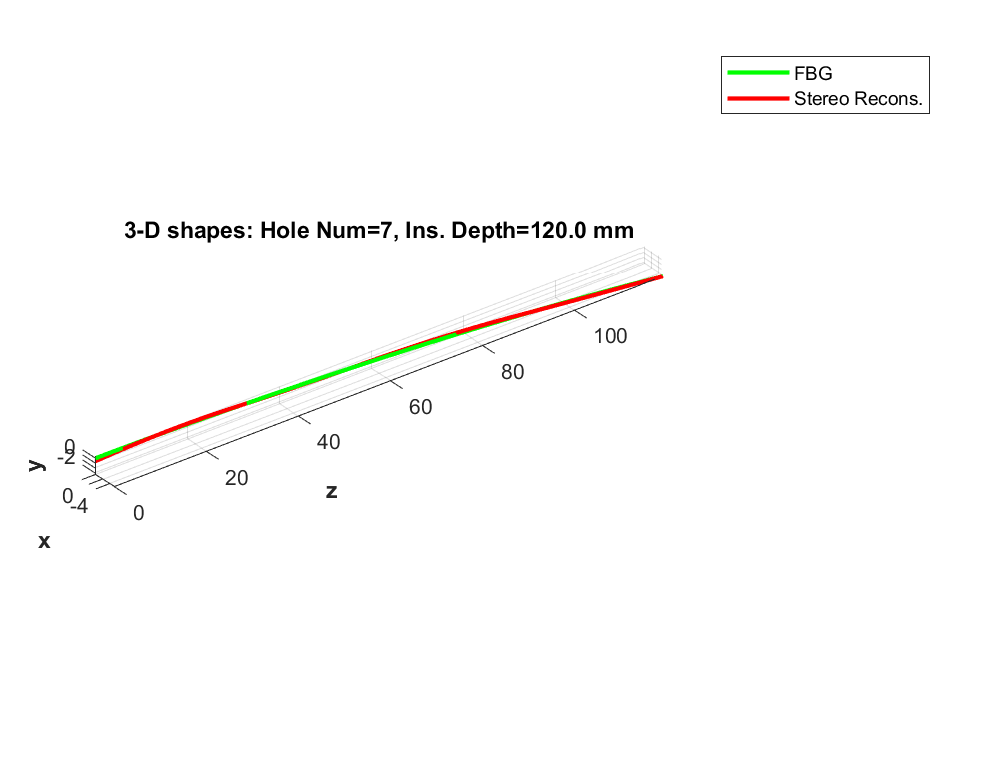 FBG
Stereo Recons.
3-D shapes: Hole Num=7, Ins. Depth=120.0 mm
100
80
60
40
20
0
z
0
-2
y
0
-4
x